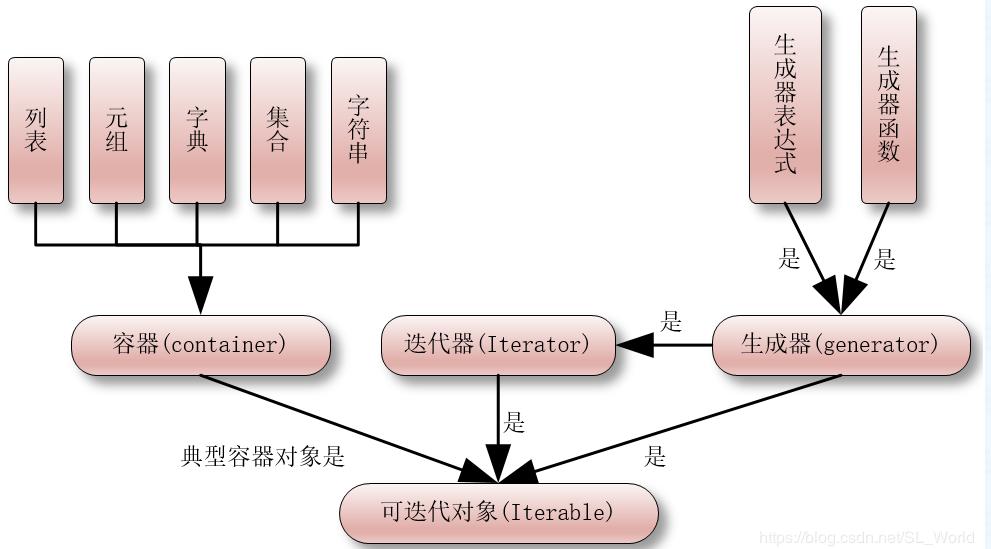 列表
元组
字典
集合
字符串
生成器表达式
生成器函数
是
是
容器(container)
迭代器(Iterator)
是
生成器(generator)
典型容器对象是
是
是
可迭代对象(Iterable)
https://blog.csdn.net/SL_World